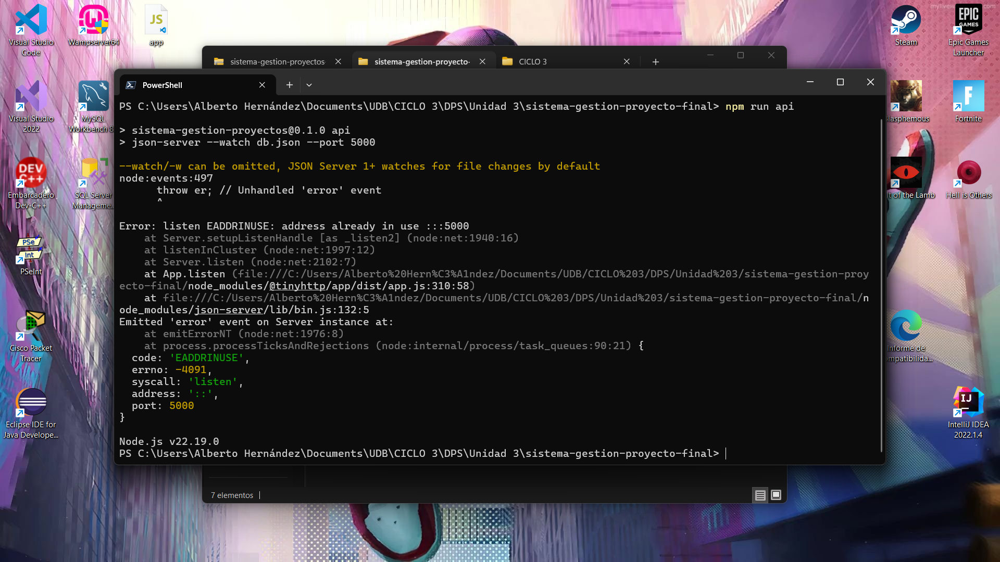 Visual Studio
Code
Wampserver64
JS
app
Visual Studio
2022
MySQL
Workbench 8
DEV
C++
Embarcadero
Dev-C++
SQL Server
Manageme...
PSe
Int
PSeInt
Cisco Packet
Tracer
Eclipse IDE for
Java Develope...
sistema-gestion-proyectos-
sistema-gestion-proyecto-
CICLO 3
PowerShell
PS C:\Users\Alberto Hernández\Documents\UDB\CICLO 3\DPS\Unidad 3\sistema-gestion-proyecto-final> npm run api
> sistema-gestion-proyectos@0.1.0 api
> json-server --watch db.json --port 5000
--watch/-w can be omitted, JSON Server 1+ watches for file changes by default
node:events:497
throw er; // Unhandled 'error' event
^
Error: listen EADDRINUSE: address already in use :::5000
at Server.setupListenHandle [as _listen2] (node:net:1940:16)
at listenInCluster (node:net:1997:12)
at Server.listen (node:net:2102:7)
at App.listen (file:///C:/Users/Alberto%20Hern%C3%A1ndez/Documents/UDB/CICLO%203/DPS/Unidad%203/sistema-gestion-proy
ecto-final/node_modules/@tinyhttp/app/dist/app.js:310:58)
at file:///C:/Users/Alberto%20Hern%C3%A1ndez/Documents/UDB/CICLO%203/DPS/Unidad%203/sistema-gestion-proyecto-final/n
ode_modules/json-server/lib/bin.js:132:5
Emitted 'error' event on Server instance at:
at emitErrorNT (node:net:1976:8)
at process.processTicksAndRejections (node:internal/process/task_queues:90:21) {
code: 'EADDRINUSE',
errno: -4091,
syscall: 'listen',
address: '::',
port: 5000
}
Node.js v22.19.0
PS C:\Users\Alberto Hernández\Documents\UDB\CICLO 3\DPS\Unidad 3\sistema-gestion-proyecto-final>
7 elementos
Steam
EPIC
GAMES
Epic Games
Launcher
lasphemous
F
Fortnite
t of the Lamb
Hell is Others
Informe de
ompatibilida...
IJ
IntelliJ IDEA
2022.1.4